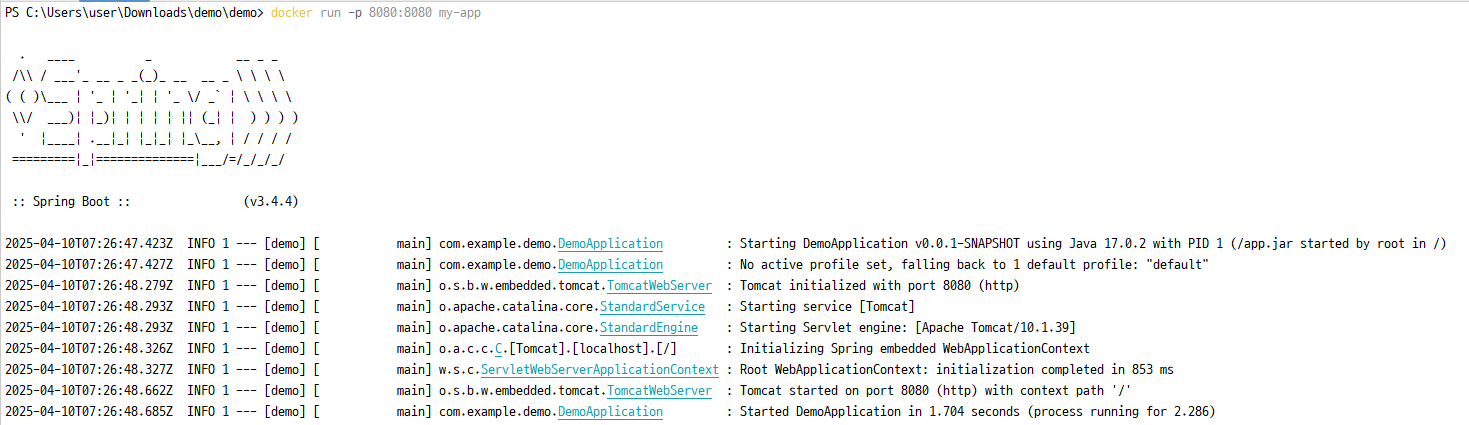 PS C:\Users\user\Downloads\demo\demo> docker run -p 8080:8080 my-app
  .   ____          _            __ _ _
 /\\ / ___'_ __ _ _(_)_ __  __ _ \ \ \ \
( ( )\___ | '_ | '_| | '_ \/ _` | \ \ \ \
 \\/  ___)| |_)| | | | | || (_| |  ) ) ) )
  '  |____| .__|_| |_|_| |_\__, | / / / /
 =========|_|==============|___/=/_/_/_/
 :: Spring Boot ::                (v3.4.4)
2025-04-10T07:26:47.423Z  INFO 1 --- [demo] [           main] com.example.demo.DemoApplication         : Starting DemoApplication v0.0.1-SNAPSHOT using Java 17.0.2 with PID 1 (/app.jar started by root in /)
2025-04-10T07:26:47.427Z  INFO 1 --- [demo] [           main] com.example.demo.DemoApplication         : No active profile set, falling back to 1 default profile: "default"
2025-04-10T07:26:48.279Z  INFO 1 --- [demo] [           main] o.s.b.w.embedded.tomcat.TomcatWebServer  : Tomcat initialized with port 8080 (http)
2025-04-10T07:26:48.293Z  INFO 1 --- [demo] [           main] o.apache.catalina.core.StandardService   : Starting service [Tomcat]
2025-04-10T07:26:48.293Z  INFO 1 --- [demo] [           main] o.apache.catalina.core.StandardEngine    : Starting Servlet engine: [Apache Tomcat/10.1.39]
2025-04-10T07:26:48.326Z  INFO 1 --- [demo] [           main] o.a.c.c.C.[Tomcat].[localhost].[/]       : Initializing Spring embedded WebApplicationContext
2025-04-10T07:26:48.327Z  INFO 1 --- [demo] [           main] w.s.c.ServletWebServerApplicationContext : Root WebApplicationContext: initialization completed in 853 ms
2025-04-10T07:26:48.662Z  INFO 1 --- [demo] [           main] o.s.b.w.embedded.tomcat.TomcatWebServer  : Tomcat started on port 8080 (http) with context path '/'
2025-04-10T07:26:48.685Z  INFO 1 --- [demo] [           main] com.example.demo.DemoApplication         : Started DemoApplication in 1.704 seconds (process running for 2.286)